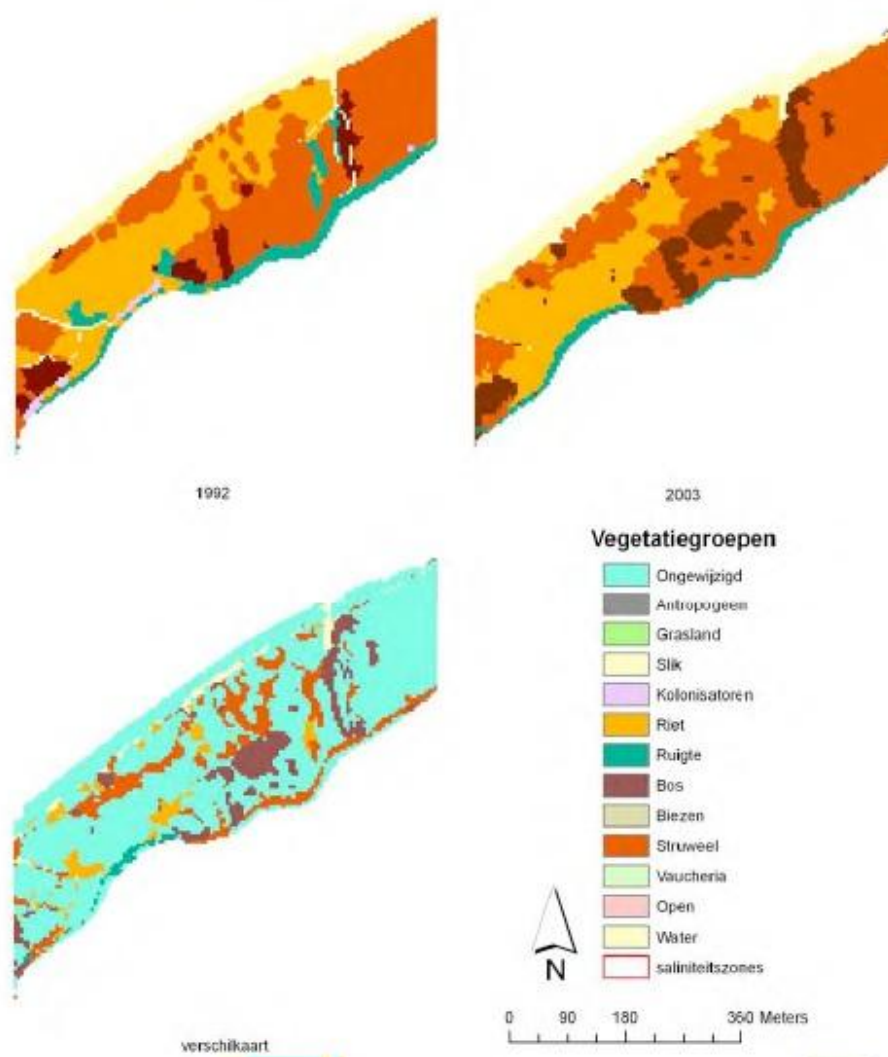 1992
2003
Vegetatiegroepen
Ongewijzigd
Antropogeen
Grasland
Slik
Kolonisatoren
Riet
Ruigte
Bos
Biezen
Struweel
Vaucheria
Open
Water
saliniteitszones
N
0 90 180 360 Meters
verschilkaart